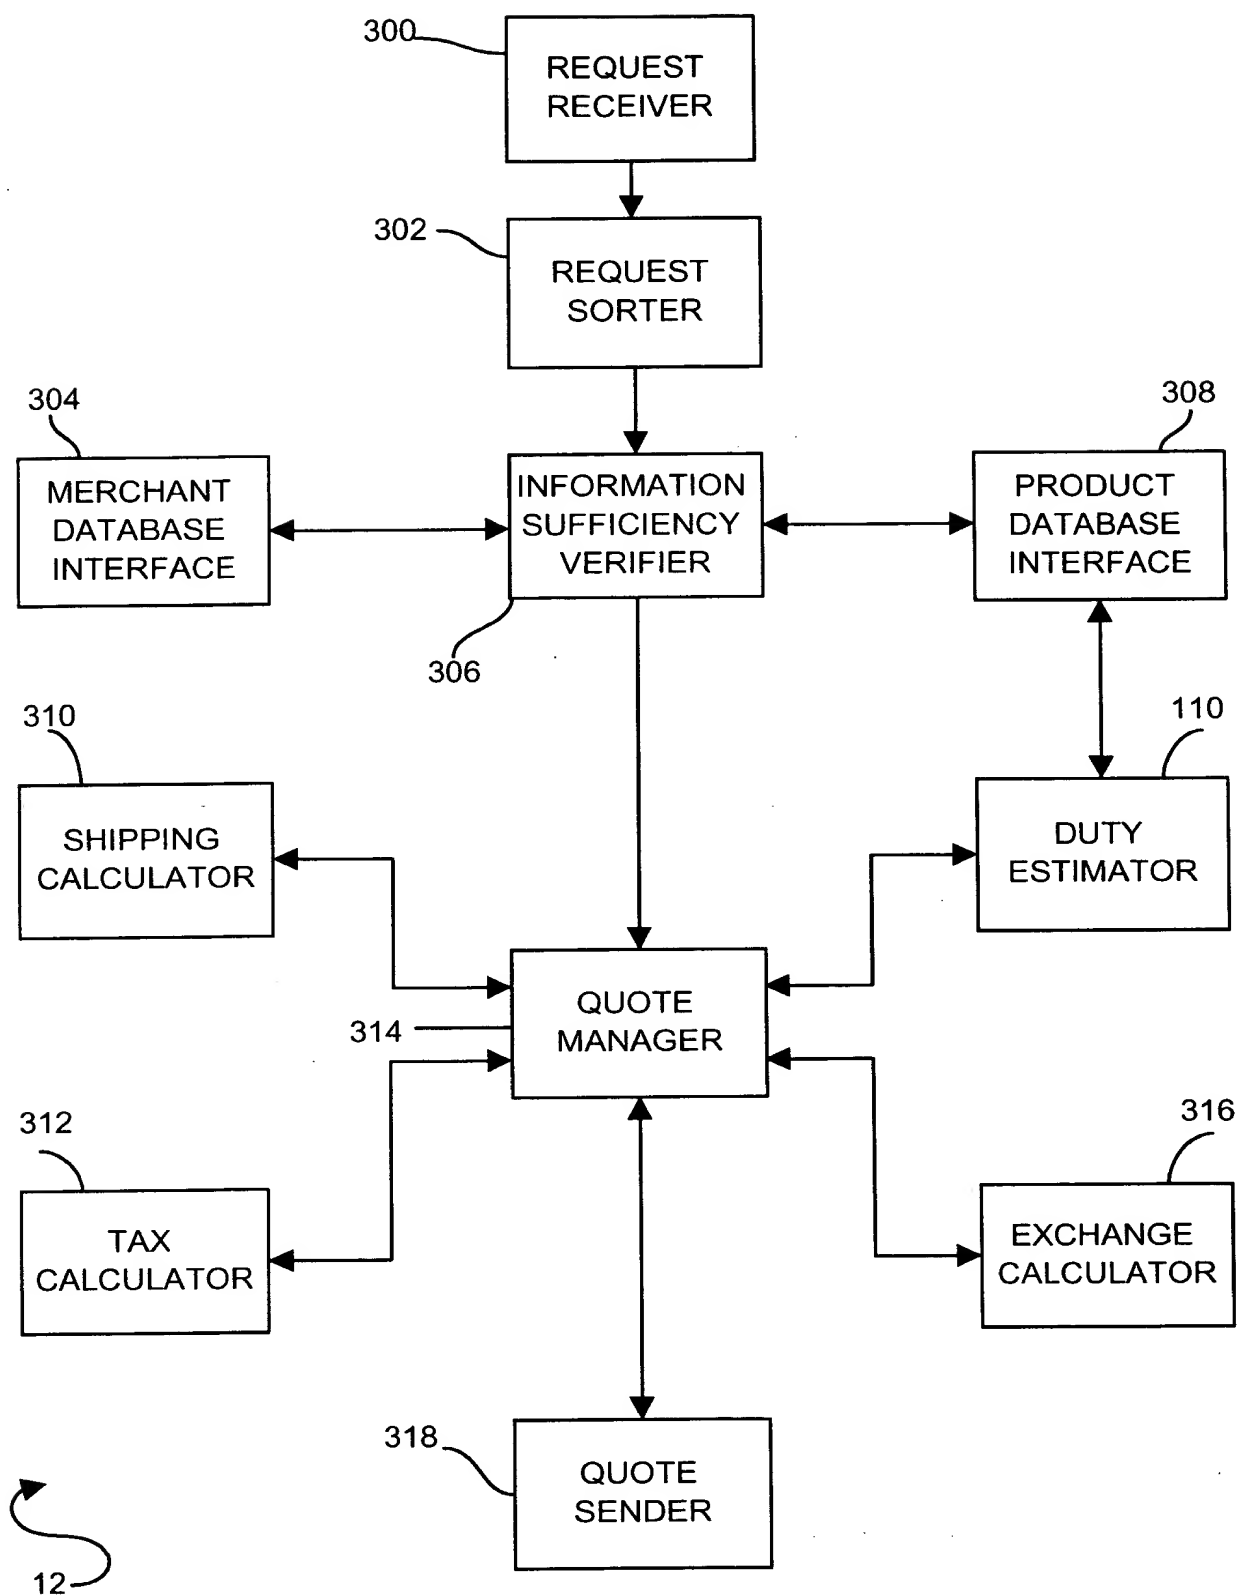 300
REQUEST
RECEIVER
302
REQUEST
SORTER
304
MERCHANT
DATABASE
INTERFACE
INFORMATION
SUFFICIENCY
VERIFIER
306
308
PRODUCT
DATABASE
INTERFACE
310
SHIPPING
CALCULATOR
110
DUTY
ESTIMATOR
314
QUOTE
MANAGER
312
TAX
CALCULATOR
316
EXCHANGE
CALCULATOR
318
QUOTE
SENDER
12